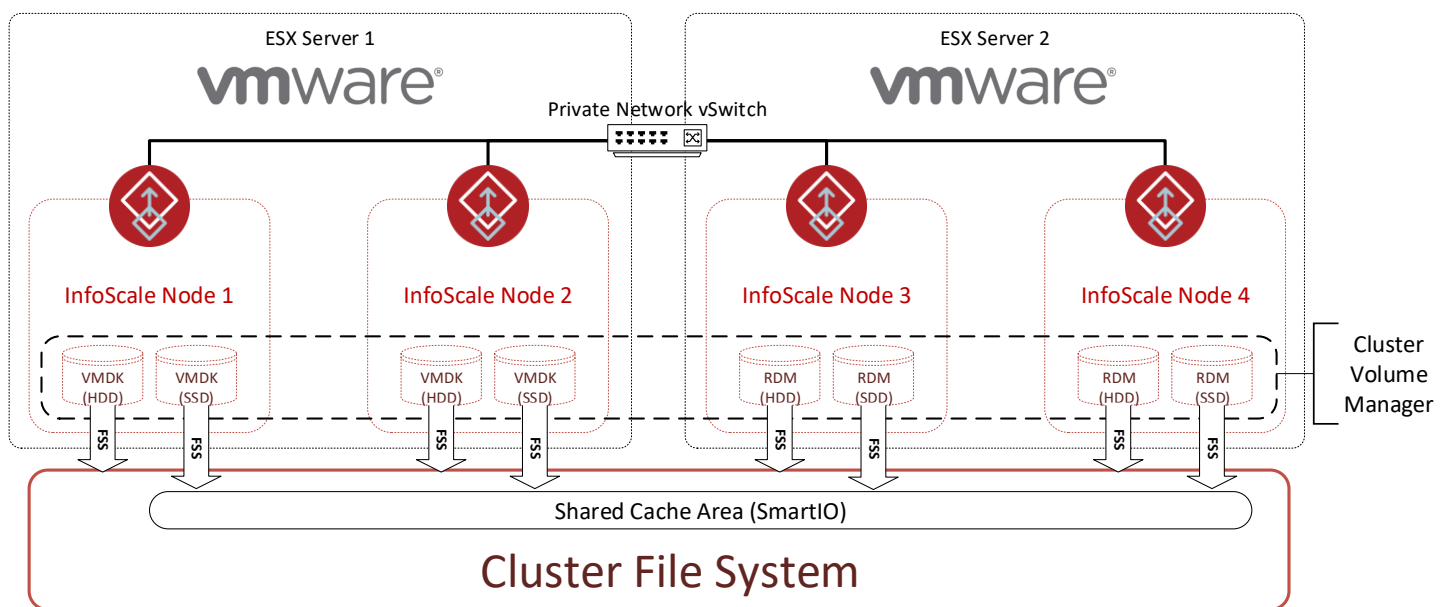 ESX Server 1
ESX Server 2
vmware®
vmware®
Private Network vSwitch
InfoScale Node 1
InfoScale Node 2
InfoScale Node 3
InfoScale Node 4
VMDK
(HDD)
VMDK
(SSD)
VMDK
(HDD)
VMDK
(SSD)
RDM
(HDD)
RDM
(SDD)
RDM
(HDD)
RDM
(SSD)
Cluster
Volume
Manager
FSS
FSS
FSS
FSS
FSS
FSS
FSS
FSS
Shared Cache Area (SmartIO)
Cluster File System